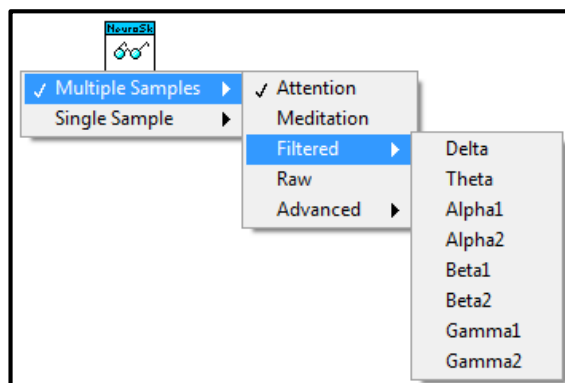 NeuroSk
Multiple Samples
Single Sample
Attention
Meditation
Filtered
Raw
Advanced
Delta
Theta
Alpha1
Alpha2
Beta1
Beta2
Gamma1
Gamma2